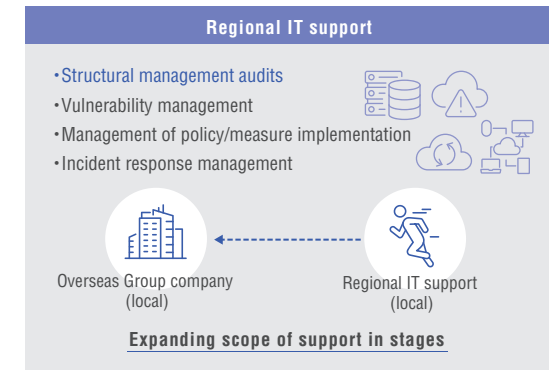 Regional IT support
・Structural management audits
・Vulnerability management
・Management of policy/measure implementation
・Incident response management
Overseas Group company
(local)
Regional IT support
(local)
Expanding scope of support in stages